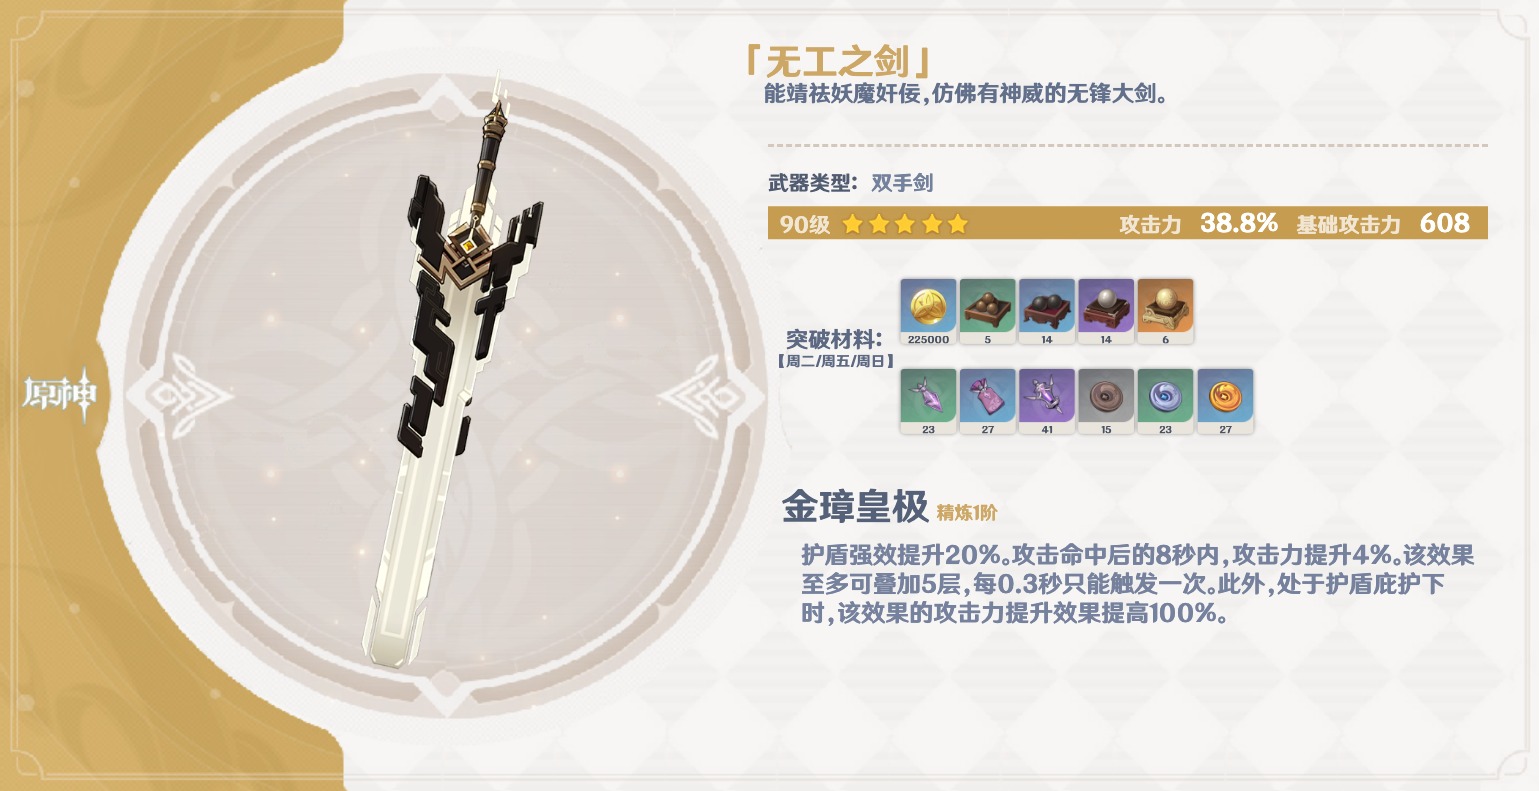 「无工之剑」
能靖祛妖魔奸佞,仿佛有神威的无锋大剑。
武器类型: 双手剑
90级 攻击力 38.8% 基础攻击力 608
225000 5 14 14 6
突破材料:
【周二/周五/周日】
23 27 41 15 23 27
原神
金璋皇极 精炼1阶
护盾强效提升20%。攻击命中后的8秒内,攻击力提升4%。该效果
至多可叠加5层,每0.3秒只能触发一次。此外,处于护盾庇护下
时,该效果的攻击力提升效果提高100%。